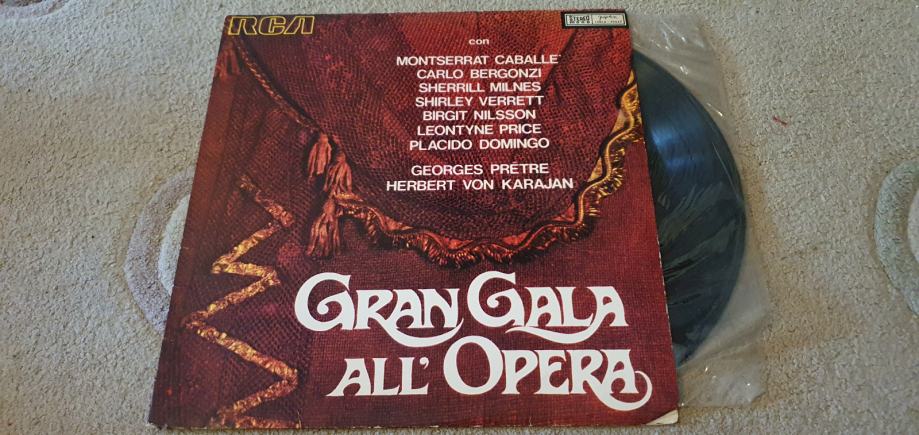 RCA
STEREO
con
MONTSERRAT CABALLE'
CARLO BERGONZI
SHERRILL MILNES
SHIRLEY VERRETT
BIRGIT NILSSON
LEONTYNE PRICE
PLACIDO DOMINGO
GEORGES PRÊTRE
HERBERT VON KARAJAN
GRAN GALA
ALL' OPERA